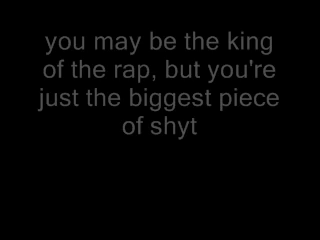 you may be the king
of the rap, but you're
just the biggest piece
of shyt